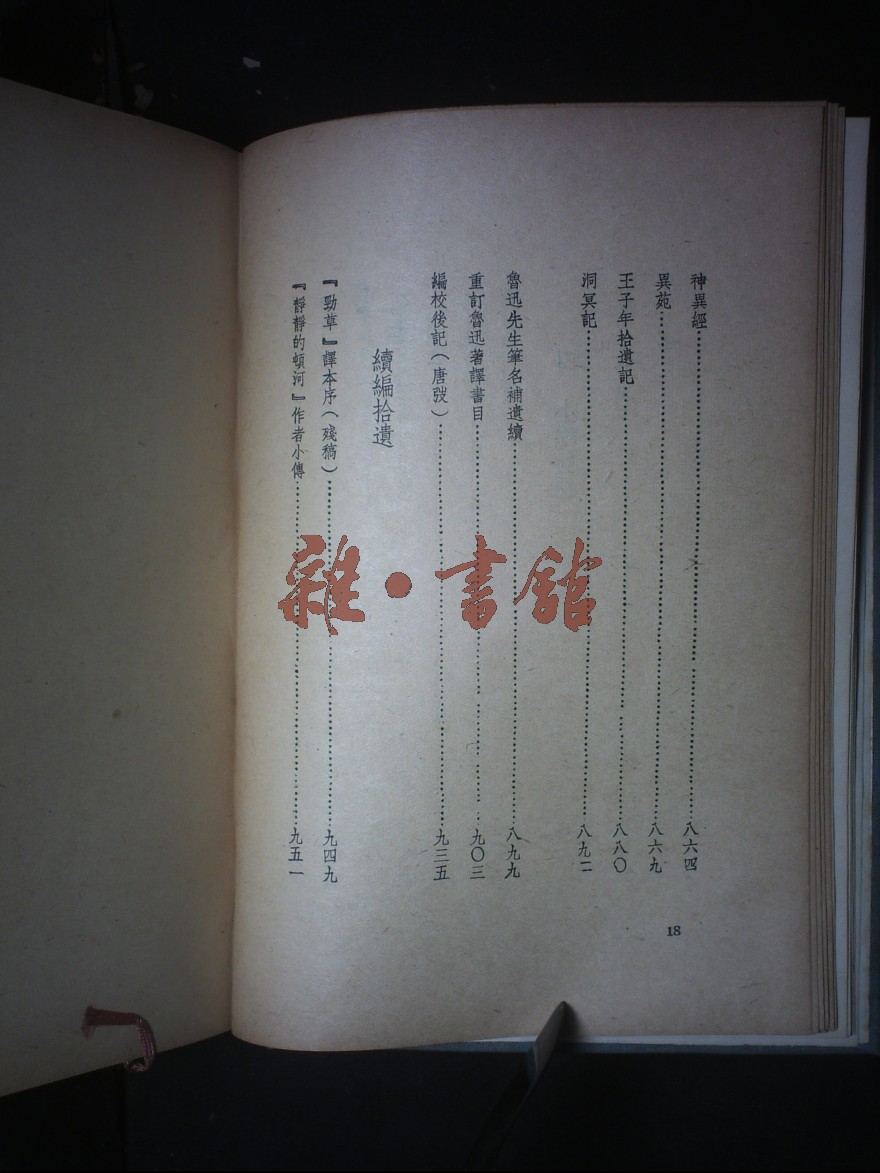 神異經……八六四
異苑……八六九
王子年拾遺記……八八〇
洞冥記……八九二
魯迅先生筆名補遺續……八九九
重訂魯迅著譯書目……九〇三
編校後記（唐弢）……九三五
續編拾遺
『勁草』譯本序（殘稿）……九四九
『靜靜的頓河』作者小傳……九五一
18
雜·書館